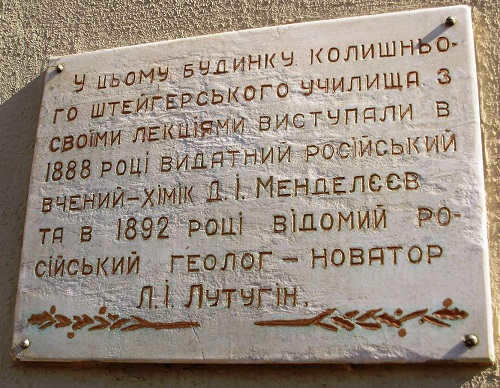 У ЦЬОМУ БУДИНКУ КОЛИШНЬО-
ГО ШТЕЙГЕРСЬКОГО УЧИЛИЩА З
СВОЇМИ ЛЕКЦІЯМИ ВИСТУПАЛИ В
1888 РОЦІ ВИДАТНИЙ РОСІЙСЬКИЙ
ВЧЕНИЙ-ХІМІК Д.І. МЕНДЕЛЄЄВ
ТА В 1892 РОЦІ ВІДОМИЙ РО-
СІЙСЬКИЙ ГЕОЛОГ - НОВАТОР
Л.І. ЛУТУГІН.